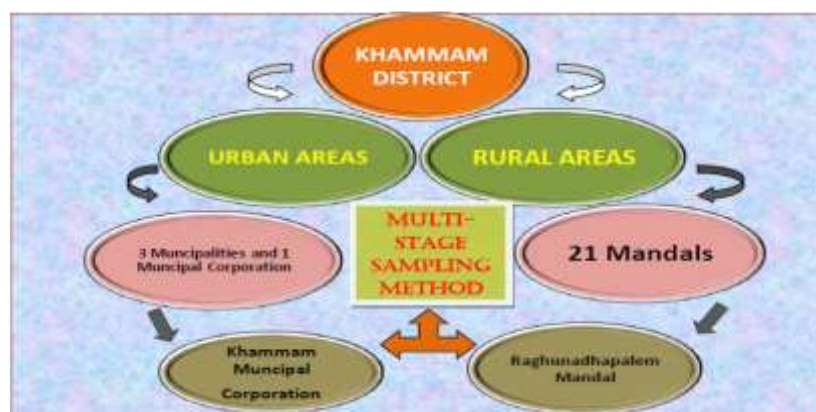 KHAMMAM
DISTRICT
URBAN AREAS
RURAL AREAS
3 Muncipalities and 1
Muncipal Corporation
MULTI-
STAGE
SAMPLING
METHOD
21 Mandals
Khammam
Muncipal
Corporation
Raghunadhapalem
Mandal